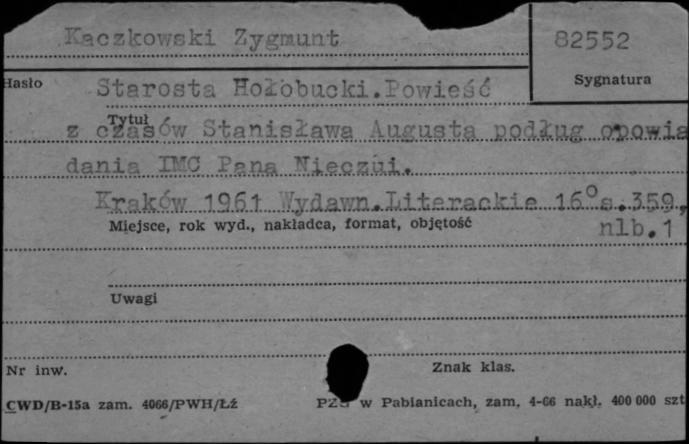 Kaczkowski Zygmunt
82552
Hasło
Sygnatura
Starosta Hołobucki.Powieść
Tytuł
z czasów Stanisława Augusta podług opowia
dania IMC Pana Nieczui.
Kraków 1961 Wydawn.Literackie 16° s.359,
Miejsce, rok wyd., nakładca, format, objętość
nlb.1
Uwagi
Nr inw.
Znak klas.
CWD/B-15a zam. 4066/PWH/Łź
w Pabianicach, zam. 4-66 nakł. 400 000 szt